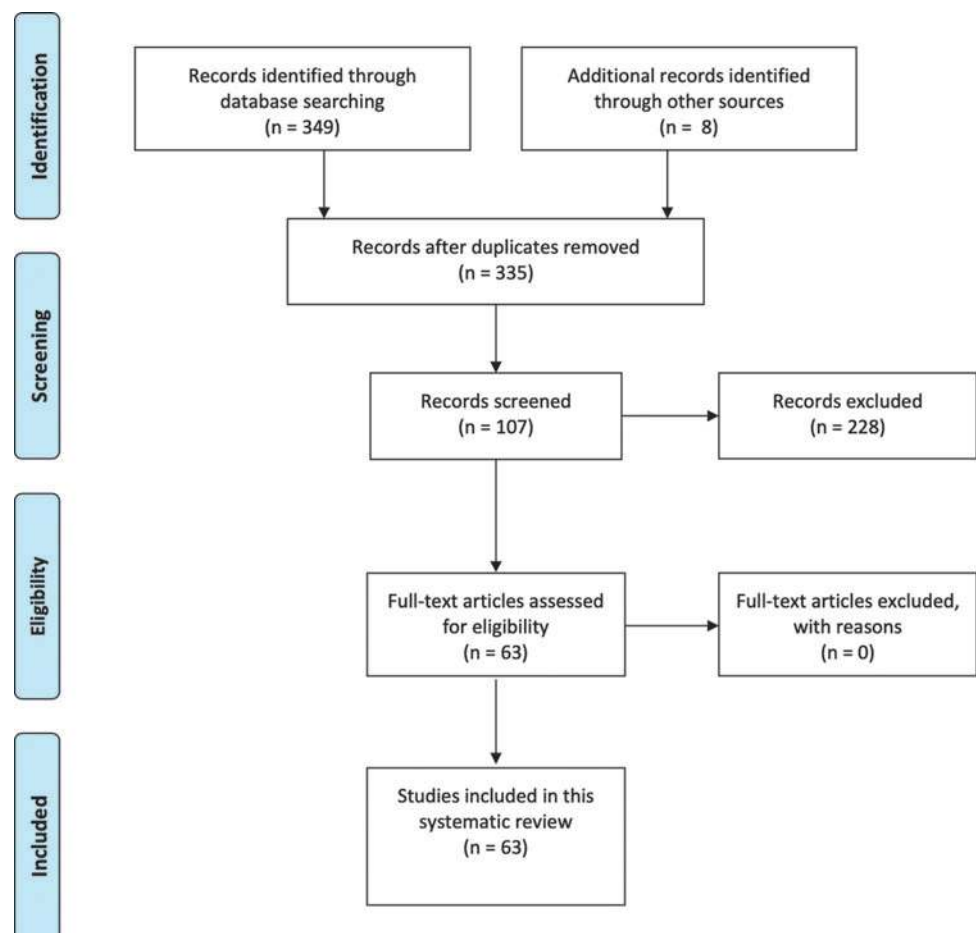 Identification
Records identified through
database searching
(n = 349)
Additional records identified
through other sources
(n = 8)
Screening
Records after duplicates removed
(n = 335)
Records screened
(n = 107)
Records excluded
(n = 228)
Eligibility
Full-text articles assessed
for eligibility
(n = 63)
Full-text articles excluded,
with reasons
(n = 0)
Included
Studies included in this
systematic review
(n = 63)